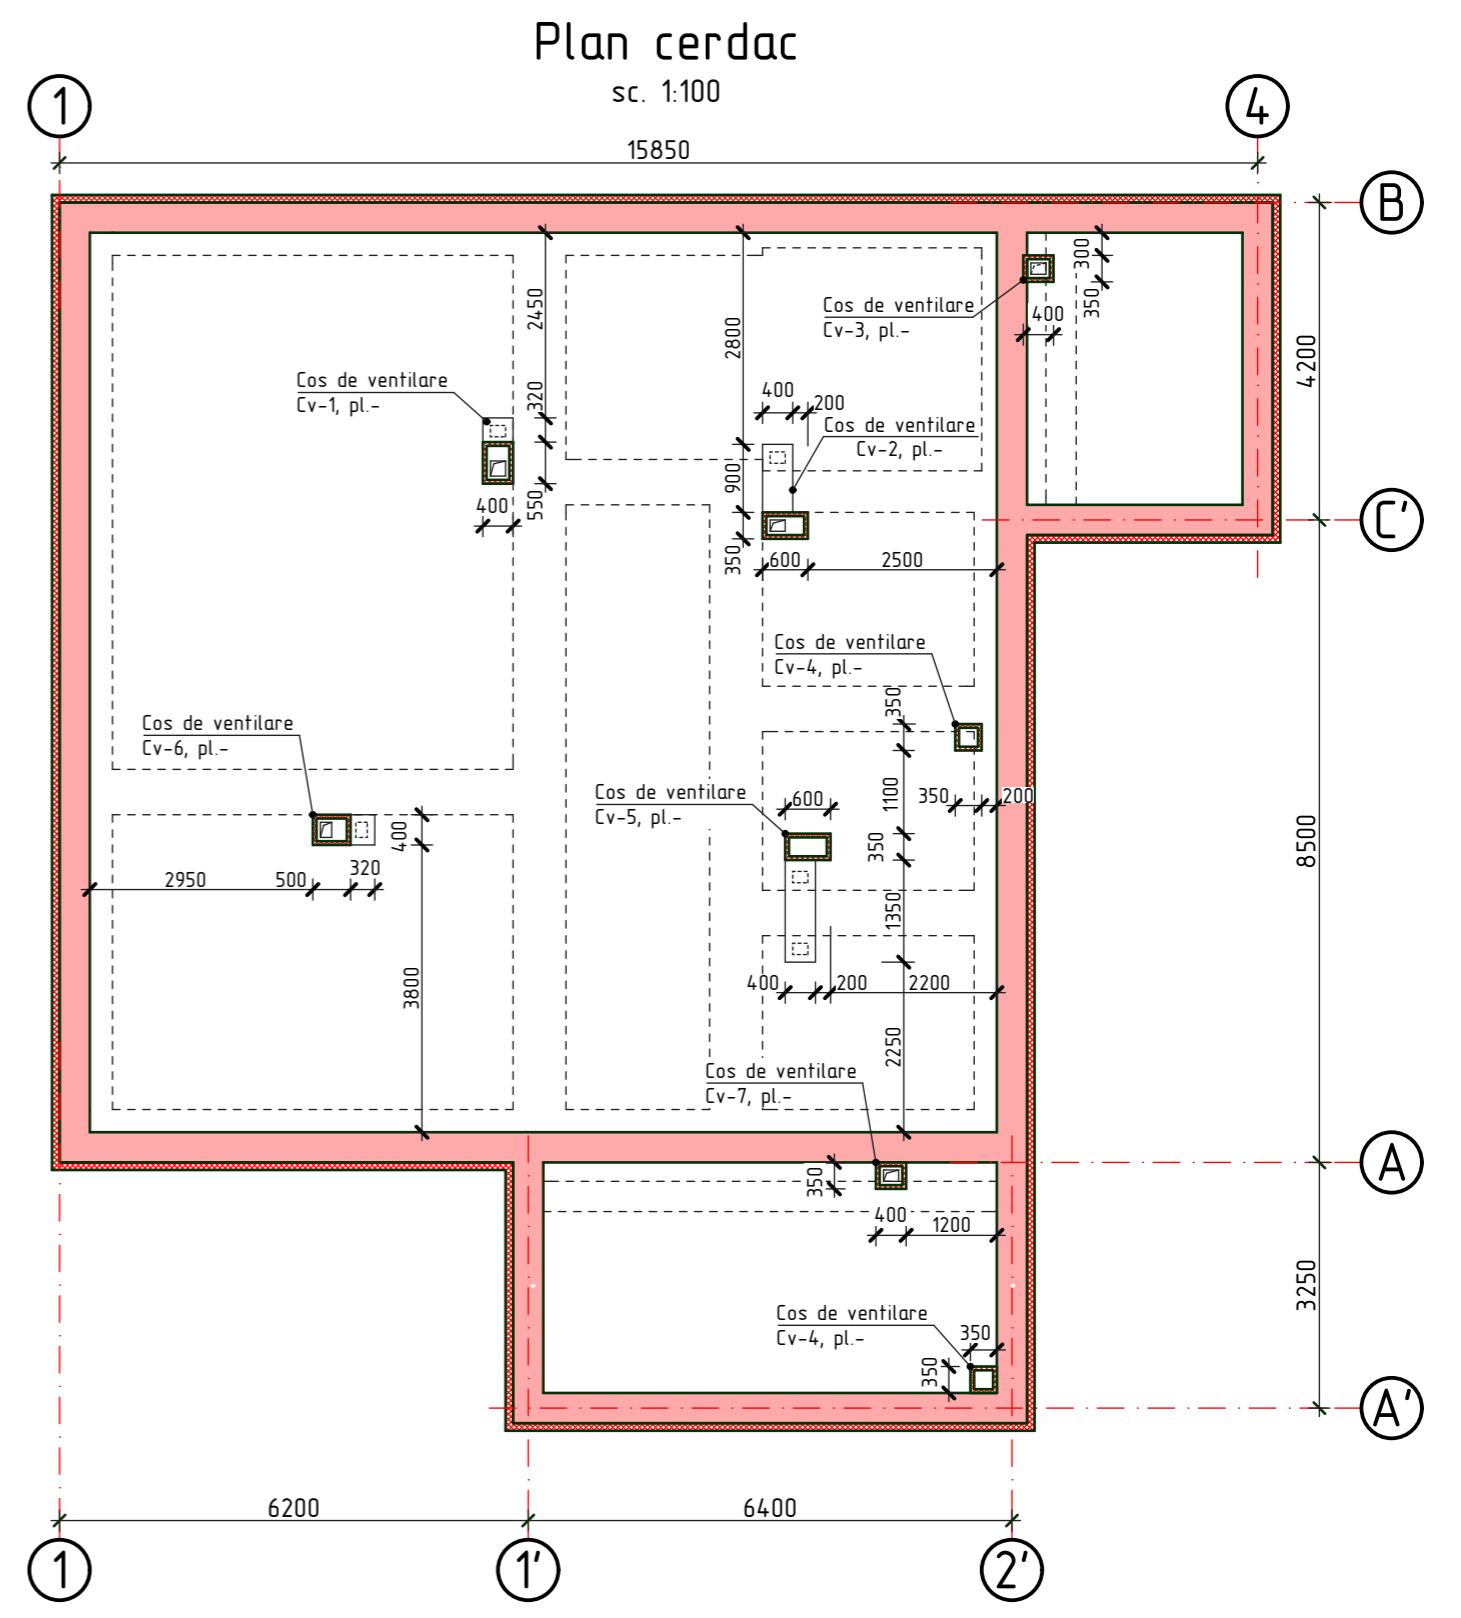 Plan cerdac
sc. 1:100
1
4
15850
B
2450
2800
300
350
Cos de ventilare
Cv-3, pl.-
400
4200
Cos de ventilare
Cv-1, pl.-
320
400
200
Cos de ventilare
Cv-2, pl.-
900
400
550
C'
350
600
2500
Cos de ventilare
Cv-4, pl.-
350
Cos de ventilare
Cv-6, pl.-
1100
350
200
Cos de ventilare
Cv-5, pl.-
600
400
350
8500
2950
500
320
1350
3800
400
200
2200
2250
Cos de ventilare
Cv-7, pl.-
A
350
400
1200
3250
Cos de ventilare
Cv-4, pl.-
350
350
A'
6200
6400
1
1'
2'